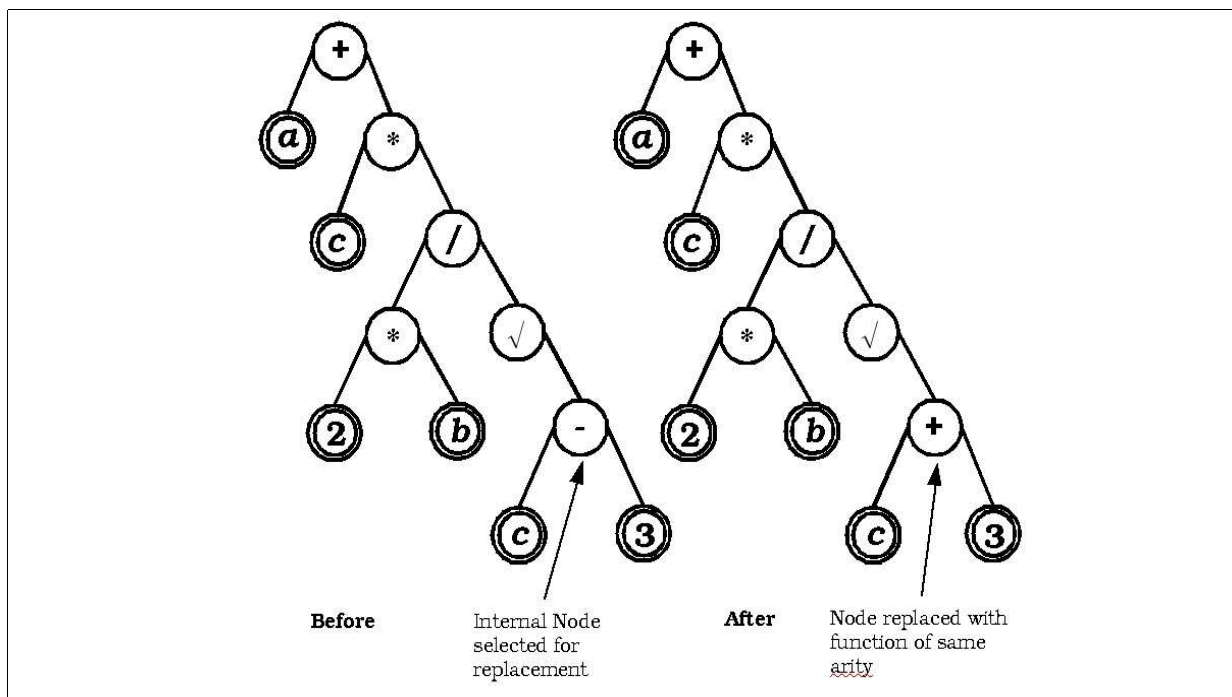 + +
a * a *
c / c /
* √ * √
2 b - 2 b +
c 3 c 3
Before
Internal Node
selected for
replacement
After
Node replaced with
function of same
arity